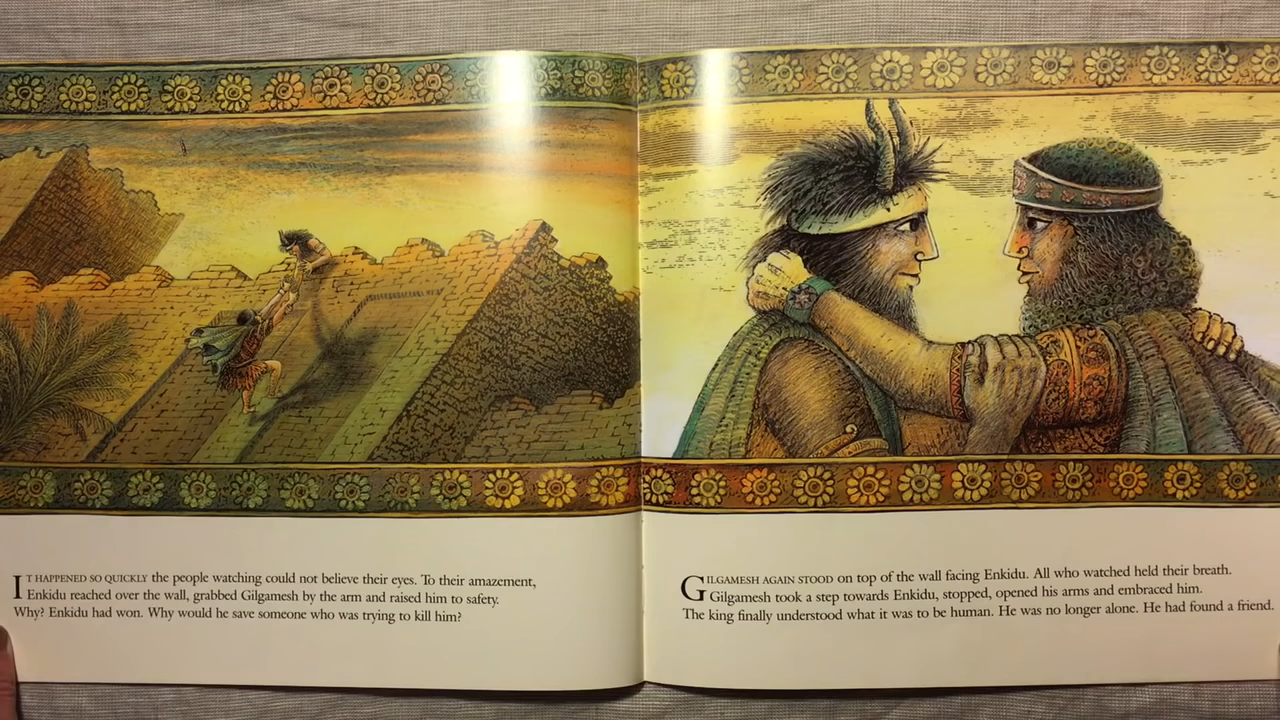 IT HAPPENED SO QUICKLY the people watching could not believe their eyes. To their amazement,
Enkidu reached over the wall, grabbed Gilgamesh by the arm and raised him to safety.
Why? Enkidu had won. Why would he save someone who was trying to kill him?
GILGAMESH AGAIN STOOD on top of the wall facing Enkidu. All who watched held their breath.
Gilgamesh took a step towards Enkidu, stopped, opened his arms and embraced him.
The king finally understood what it was to be human. He was no longer alone. He had found a friend.